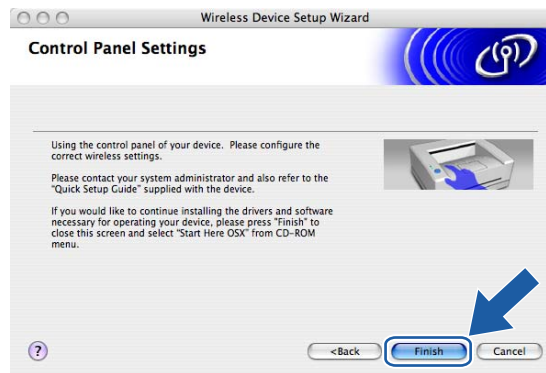 Wireless Device Setup Wizard
Control Panel Settings
Using the control panel of your device. Please configure the
correct wireless settings.
Please contact your system administrator and also refer to the
"Quick Setup Guide" supplied with the device.
If you would like to continue installing the drivers and software
necessary for operating your device, please press "Finish" to
close this screen and select "Start Here OSX" from CD-ROM
menu.
?
<Back
Finish
Cancel